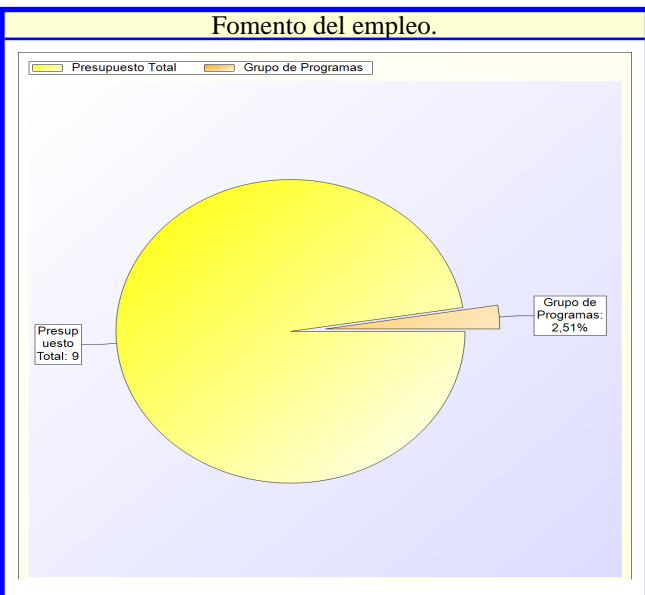 Fomento del empleo.
Presupuesto Total
Grupo de Programas
Grupo de
Programas:
2,51%
Presup
uesto
Total: 9